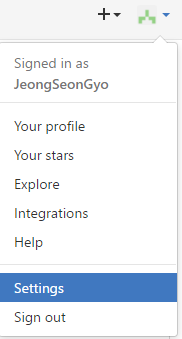 Signed in as
JeongSeonGyo
Your profile
Your stars
Explore
Integrations
Help
Settings
Sign out